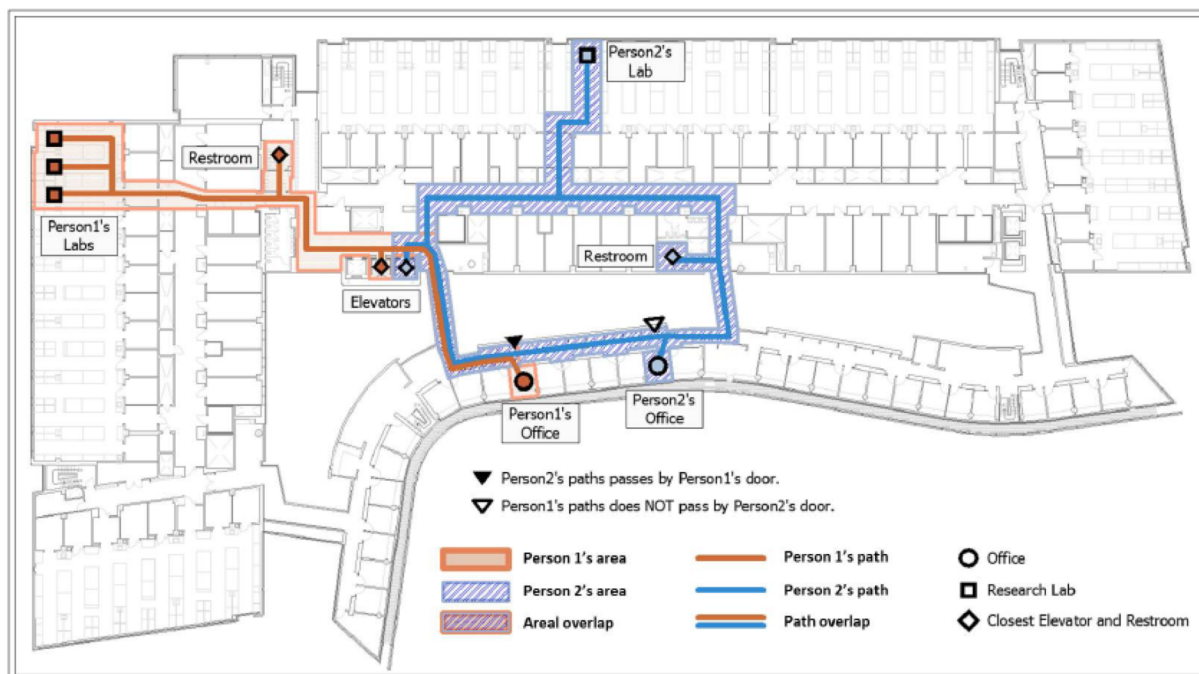 Person2's
Lab
Restroom
Person1's
Labs
Restroom
Elevators
Person1's
Office
Person2's
Office
Person2's paths passes by Person1's door.
Person1's paths does NOT pass by Person2's door.
Person 1's area
Person 1's path
Office
Person 2's area
Person 2's path
Research Lab
Areal overlap
Path overlap
Closest Elevator and Restroom